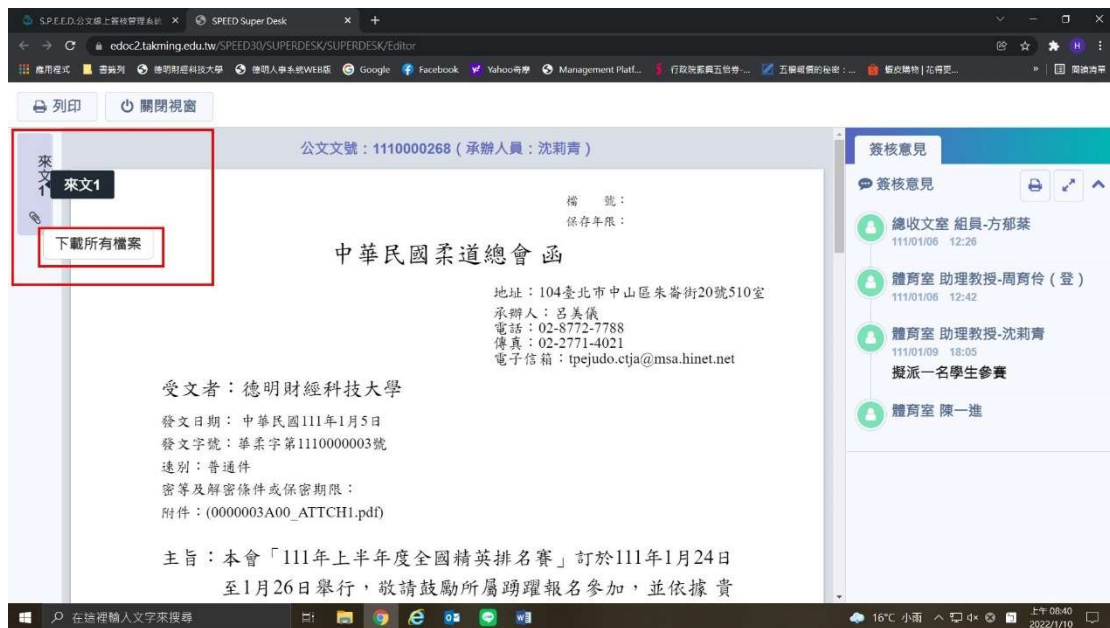 S.P.E.E.D.公文線上簽核管理系統
SPEED Super Desk
edoc2.takming.edu.tw/SPEED30/SUPERDESK/SUPERDESK/Editor
應用程式
書籤列
德明財經科技大學
德明人事系統WEB版
Google
Facebook
Yahoo奇摩
Management Platf...
行政院振興五倍券-...
蝦皮購物 | 花得更...
閱讀清單
列印
關閉視窗
來文1
來文1
下載所有檔案
公文文號：1110000268 ( 承辦人員：沈莉青 )
檔 號：
保存年限：
中華民國柔道總會 函
地址：104臺北市中山區朱崙街20號510室
承辦人：呂美儀
電話：02-8772-7788
傳真：02-2771-4021
電子信箱：tpejudo.ctja@msa.hinet.net
受文者：德明財經科技大學
發文日期： 中華民國111年1月5日
發文字號：華柔字第1110000003號
速別：普通件
密等及解密條件或保密期限：
附件：(0000003A00_ATTCH1.pdf)
主旨：本會「111年上半年度全國精英排名賽」訂於111年1月24日
至1月26日舉行，敬請鼓勵所屬踴躍報名參加，並依據 貴
簽核意見
簽核意見
總收文室 組員-方郁棻
111/01/06 12:26
體育室 助理教授-周育伶 ( 登 )
111/01/06 12:42
體育室 助理教授-沈莉青
111/01/09 18:05
擬派一名學生參賽
體育室 陳一進
在這裡輸入文字來搜尋
16°C 小雨
上午 08:40
2022/1/10